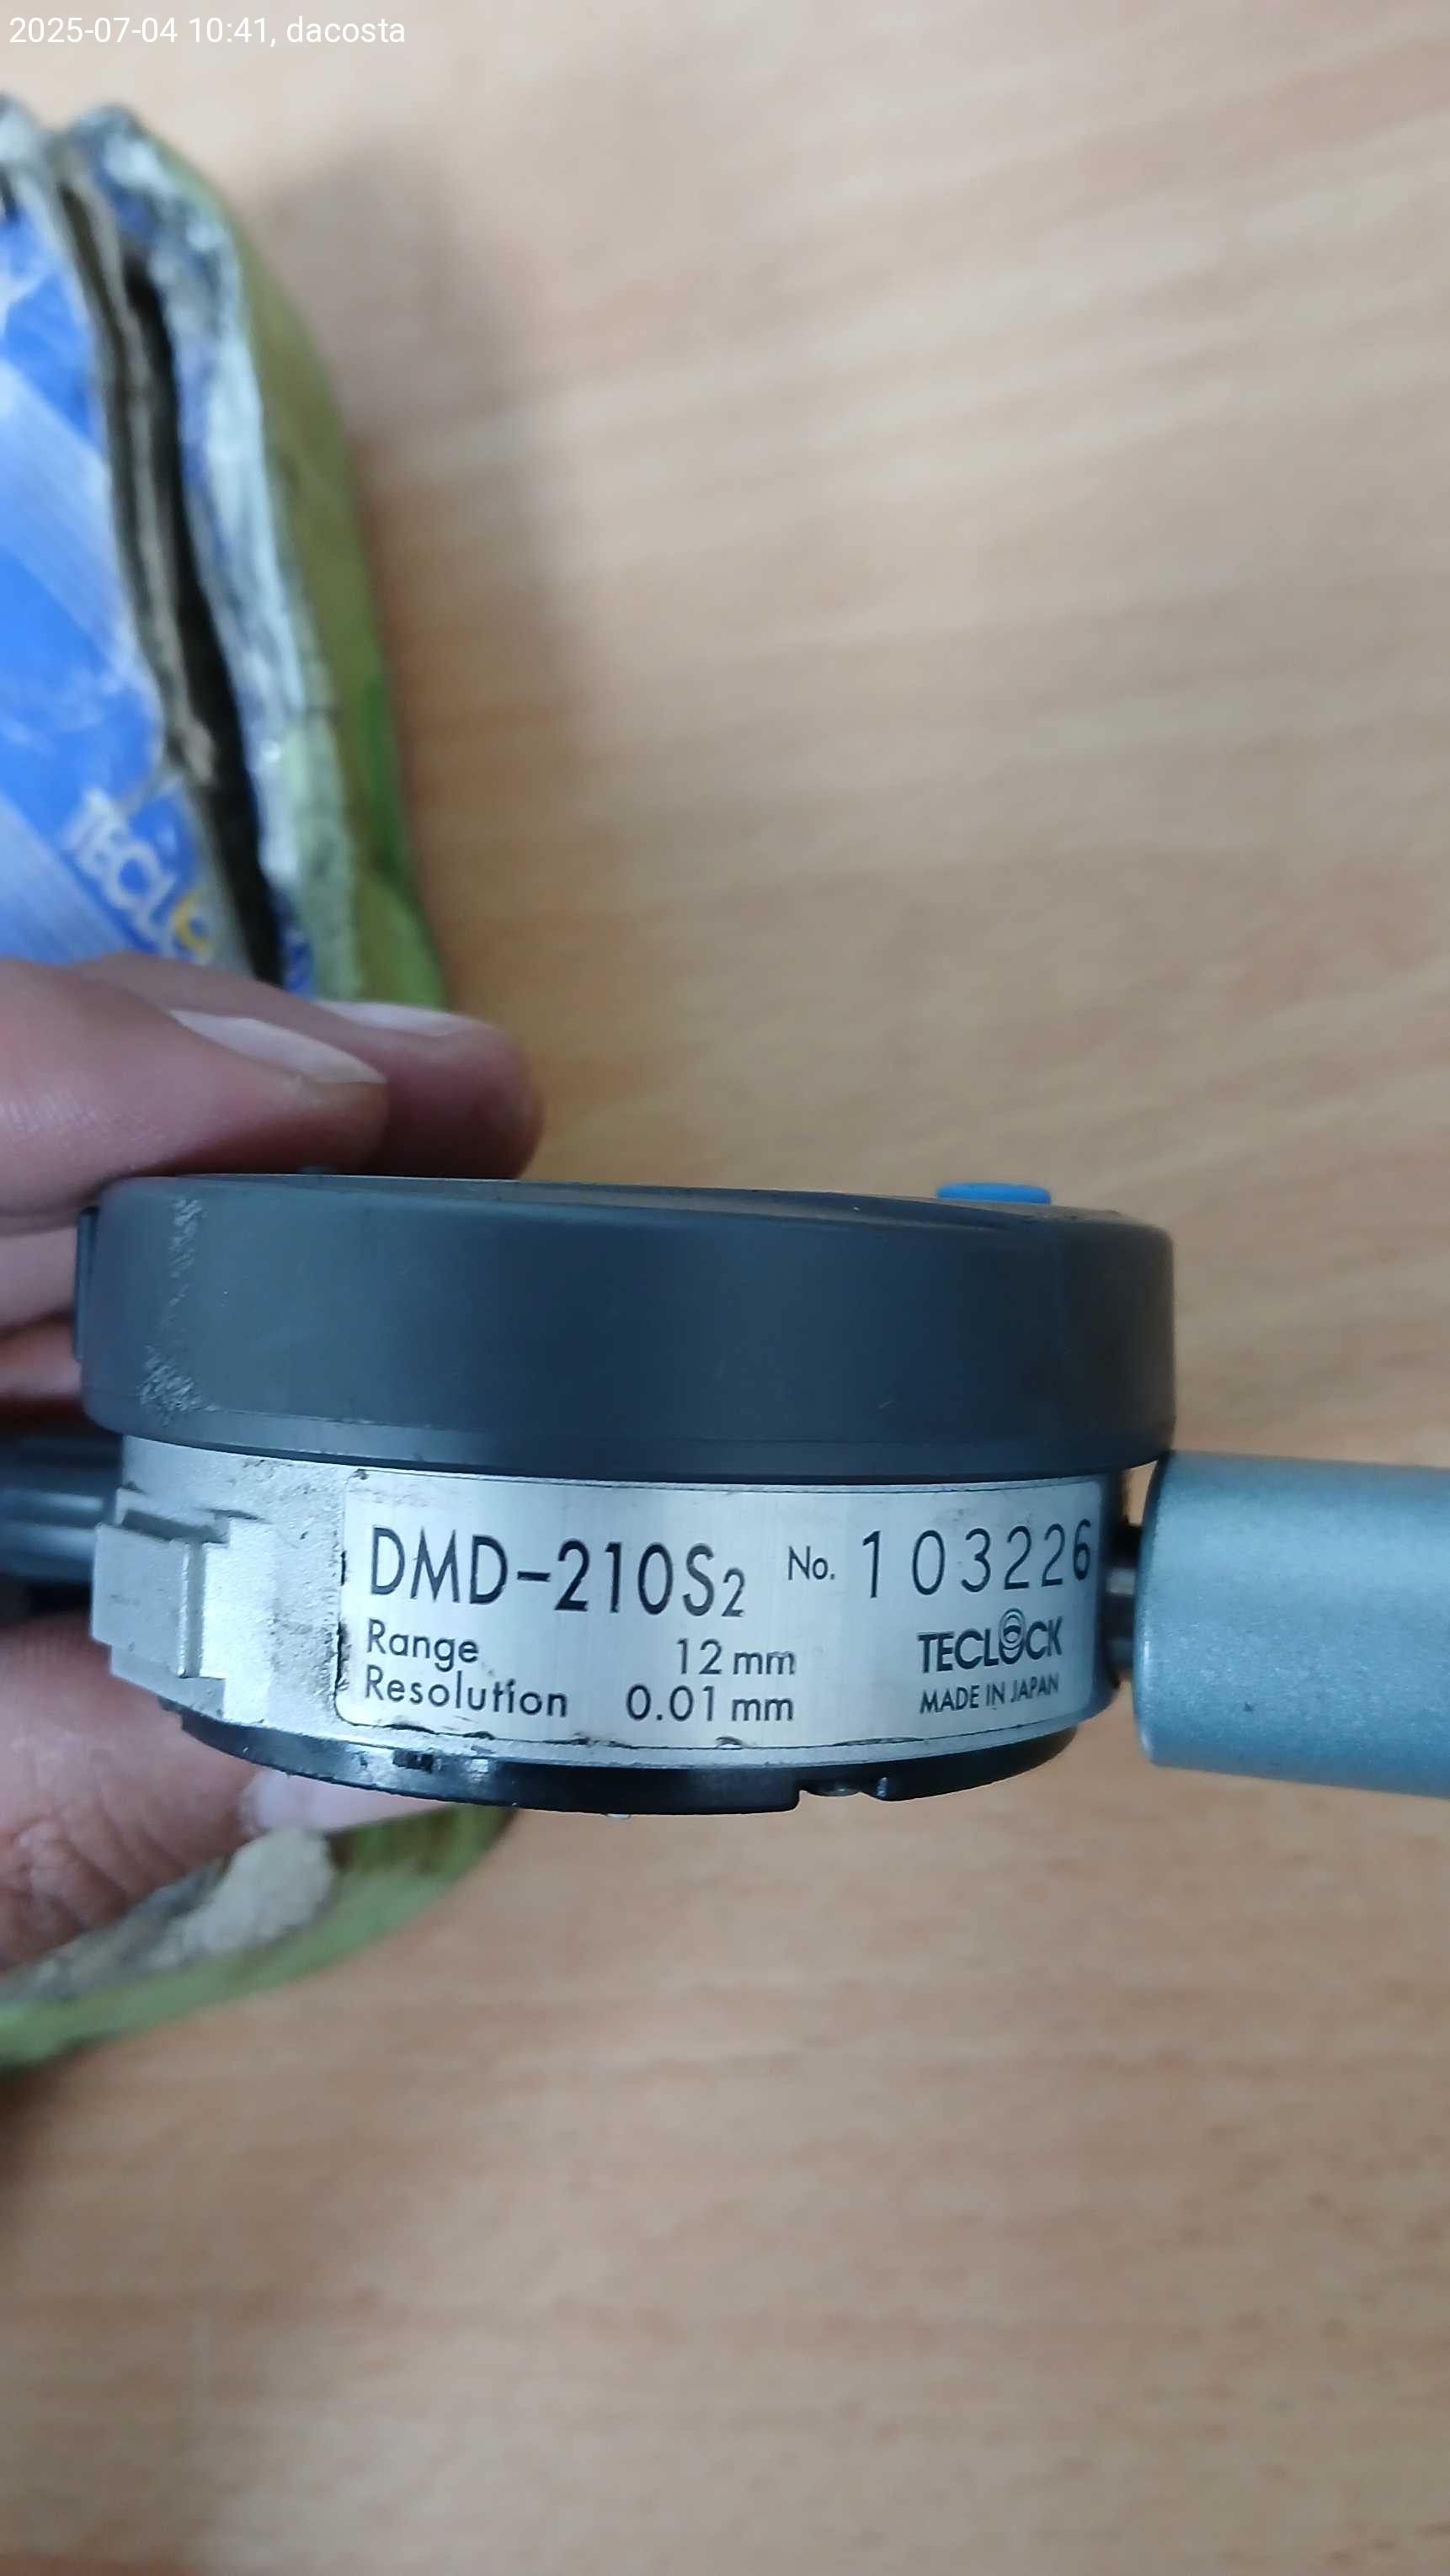 2025-07-04 10:41, dacosta
TECLO
DMD-210S2 No. 103226
Range 12 mm
Resolution 0.01 mm
TECLOCK
MADE IN JAPAN